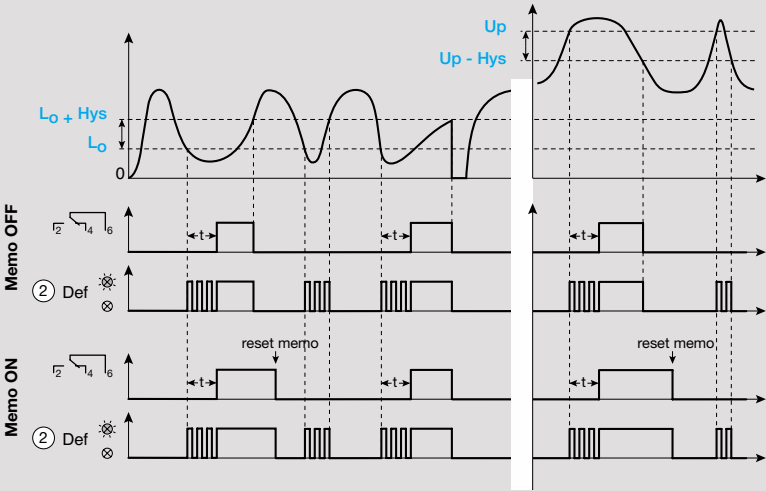 Up
Up - Hys
Lo + Hys
Lo
0
Memo OFF
2 4 6
t t t
2 Def
Memo ON
reset memo reset memo
2 4 6
t t t
2 Def